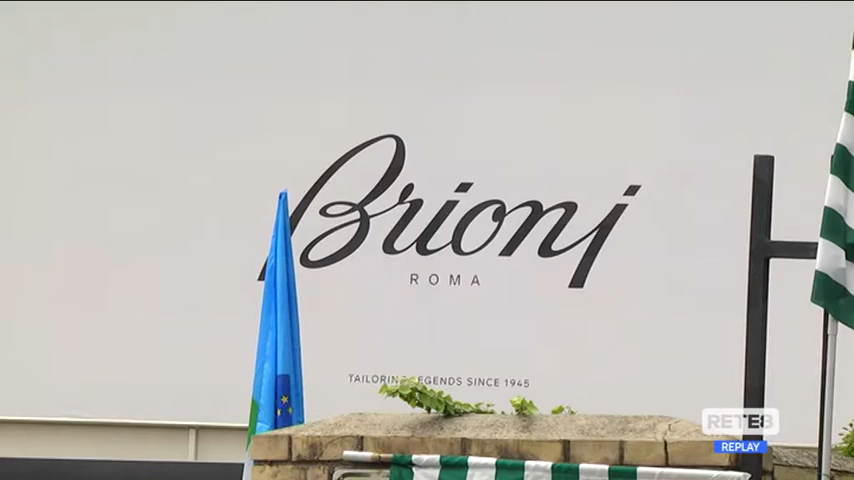 Brioni
ROMA
TAILORING LEGENDS SINCE 1945
RETE8
REPLAY